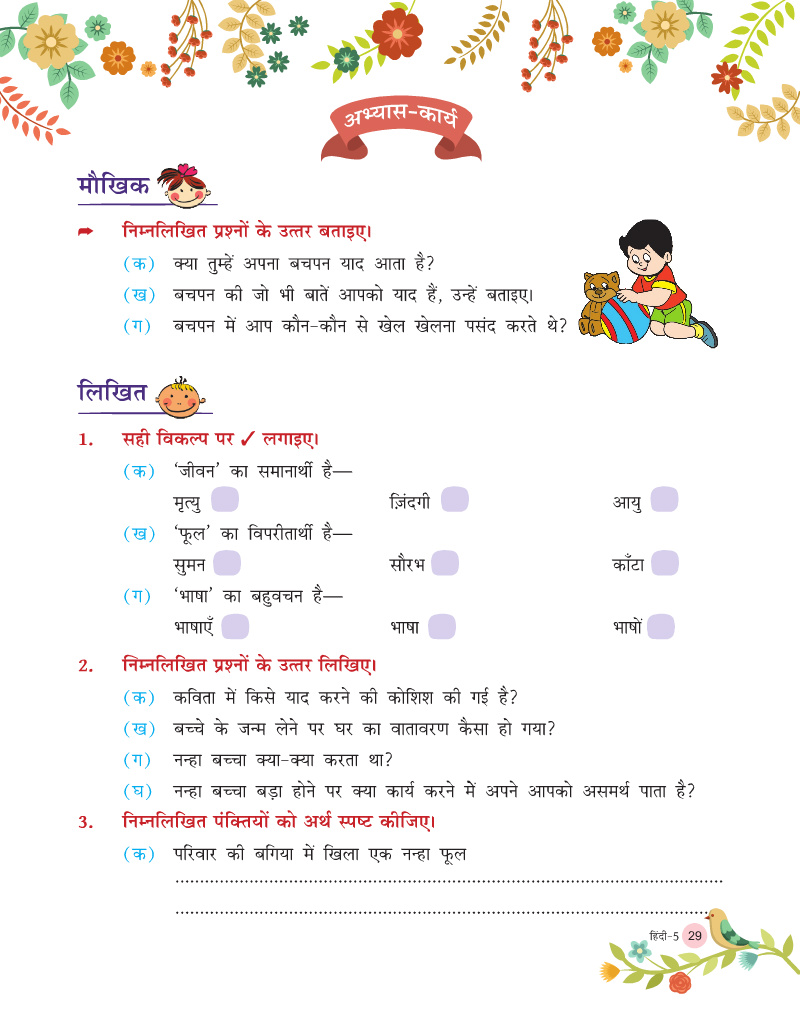 अभ्यास-कार्य
मौखिक
➦ निम्नलिखित प्रश्नों के उत्तर बताइए।
(क) क्या तुम्हें अपना बचपन याद आता है?
(ख) बचपन की जो भी बातें आपको याद हैं, उन्हें बताइए।
(ग) बचपन में आप कौन-कौन से खेल खेलना पसंद करते थे?
लिखित
1. सही विकल्प पर ✓ लगाइए।
(क) ‘जीवन’ का समानार्थी है—
मृत्यु ज़िंदगी आयु
(ख) ‘फूल’ का विपरीतार्थी है—
सुमन सौरभ काँटा
(ग) ‘भाषा’ का बहुवचन है—
भाषाएँ भाषा भाषों
2. निम्नलिखित प्रश्नों के उत्तर लिखिए।
(क) कविता में किसे याद करने की कोशिश की गई है?
(ख) बच्चे के जन्म लेने पर घर का वातावरण कैसा हो गया?
(ग) नन्हा बच्चा क्या-क्या करता था?
(घ) नन्हा बच्चा बड़ा होने पर क्या कार्य करने में अपने आपको असमर्थ पाता है?
3. निम्नलिखित पंक्तियों को अर्थ स्पष्ट कीजिए।
(क) परिवार की बगिया में खिला एक नन्हा फूल
हिंदी-5 29